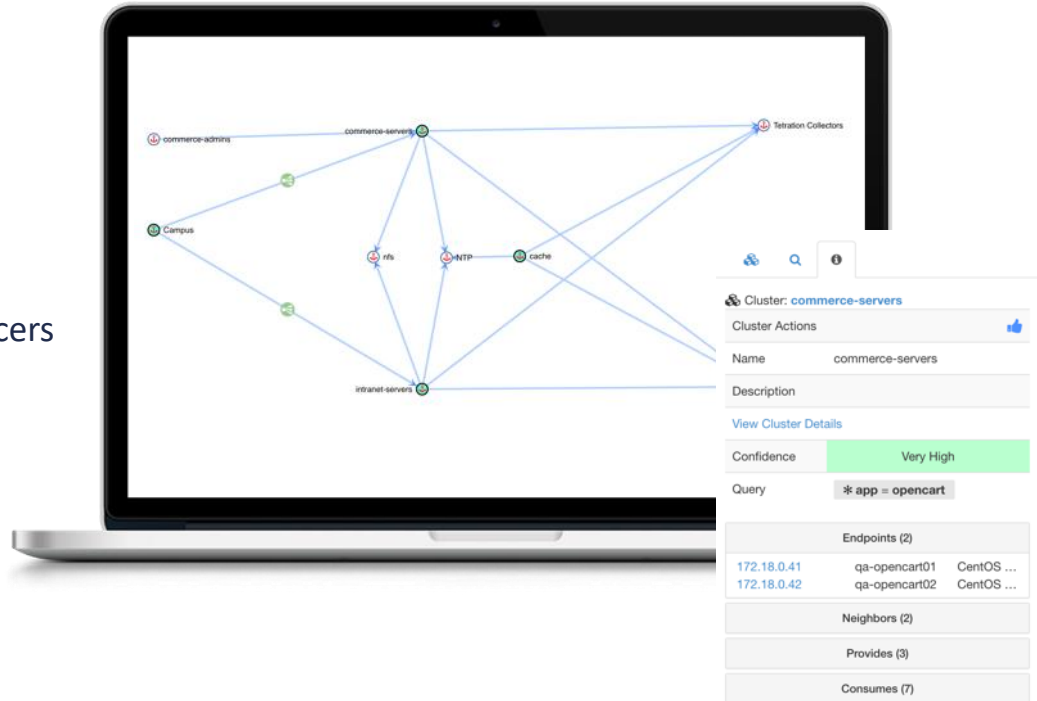 commerce-admins
commerce-servers
Tetration Collectors
Campus
nfs
NTP
cache
intranet-servers
Cluster: commerce-servers
Cluster Actions
Name commerce-servers
Description
View Cluster Details
Confidence Very High
Query * app = opencart
Endpoints (2)
172.18.0.41 qa-opencart01 CentOS ...
172.18.0.42 qa-opencart02 CentOS ...
Neighbors (2)
Provides (3)
Consumes (7)